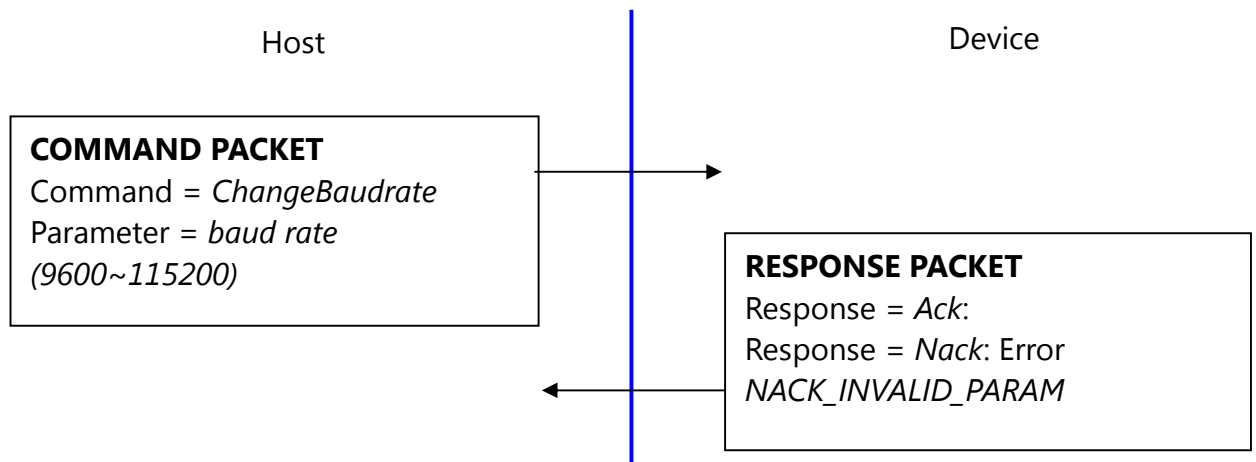 Host
Device
COMMAND PACKET
Command = ChangeBaudrate
Parameter = baud rate
(9600~115200)
RESPONSE PACKET
Response = Ack:
Response = Nack: Error
NACK_INVALID_PARAM